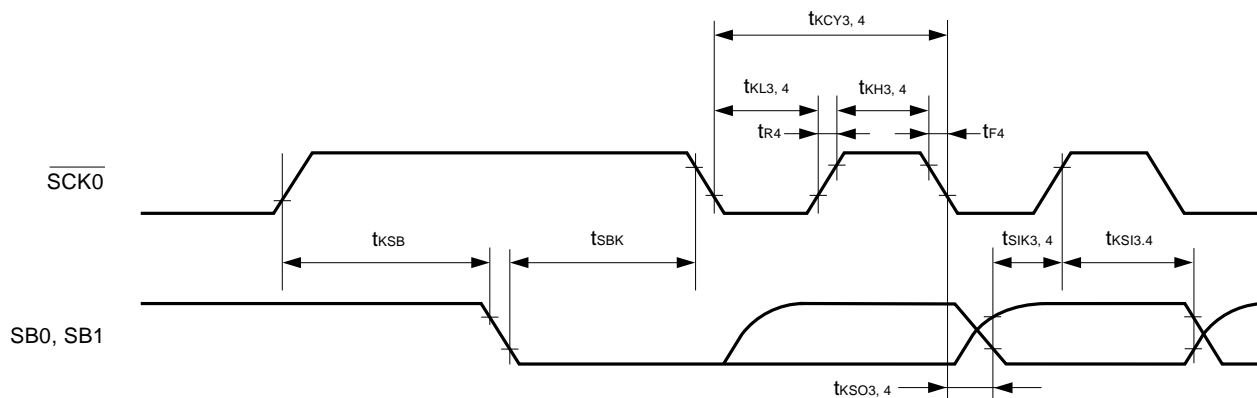 tKCY3, 4
tKL3, 4
tKH3, 4
tR4
tF4
SCK0
tKSB
tSBK
tSIK3, 4
tKSI3.4
SB0, SB1
tKSO3, 4